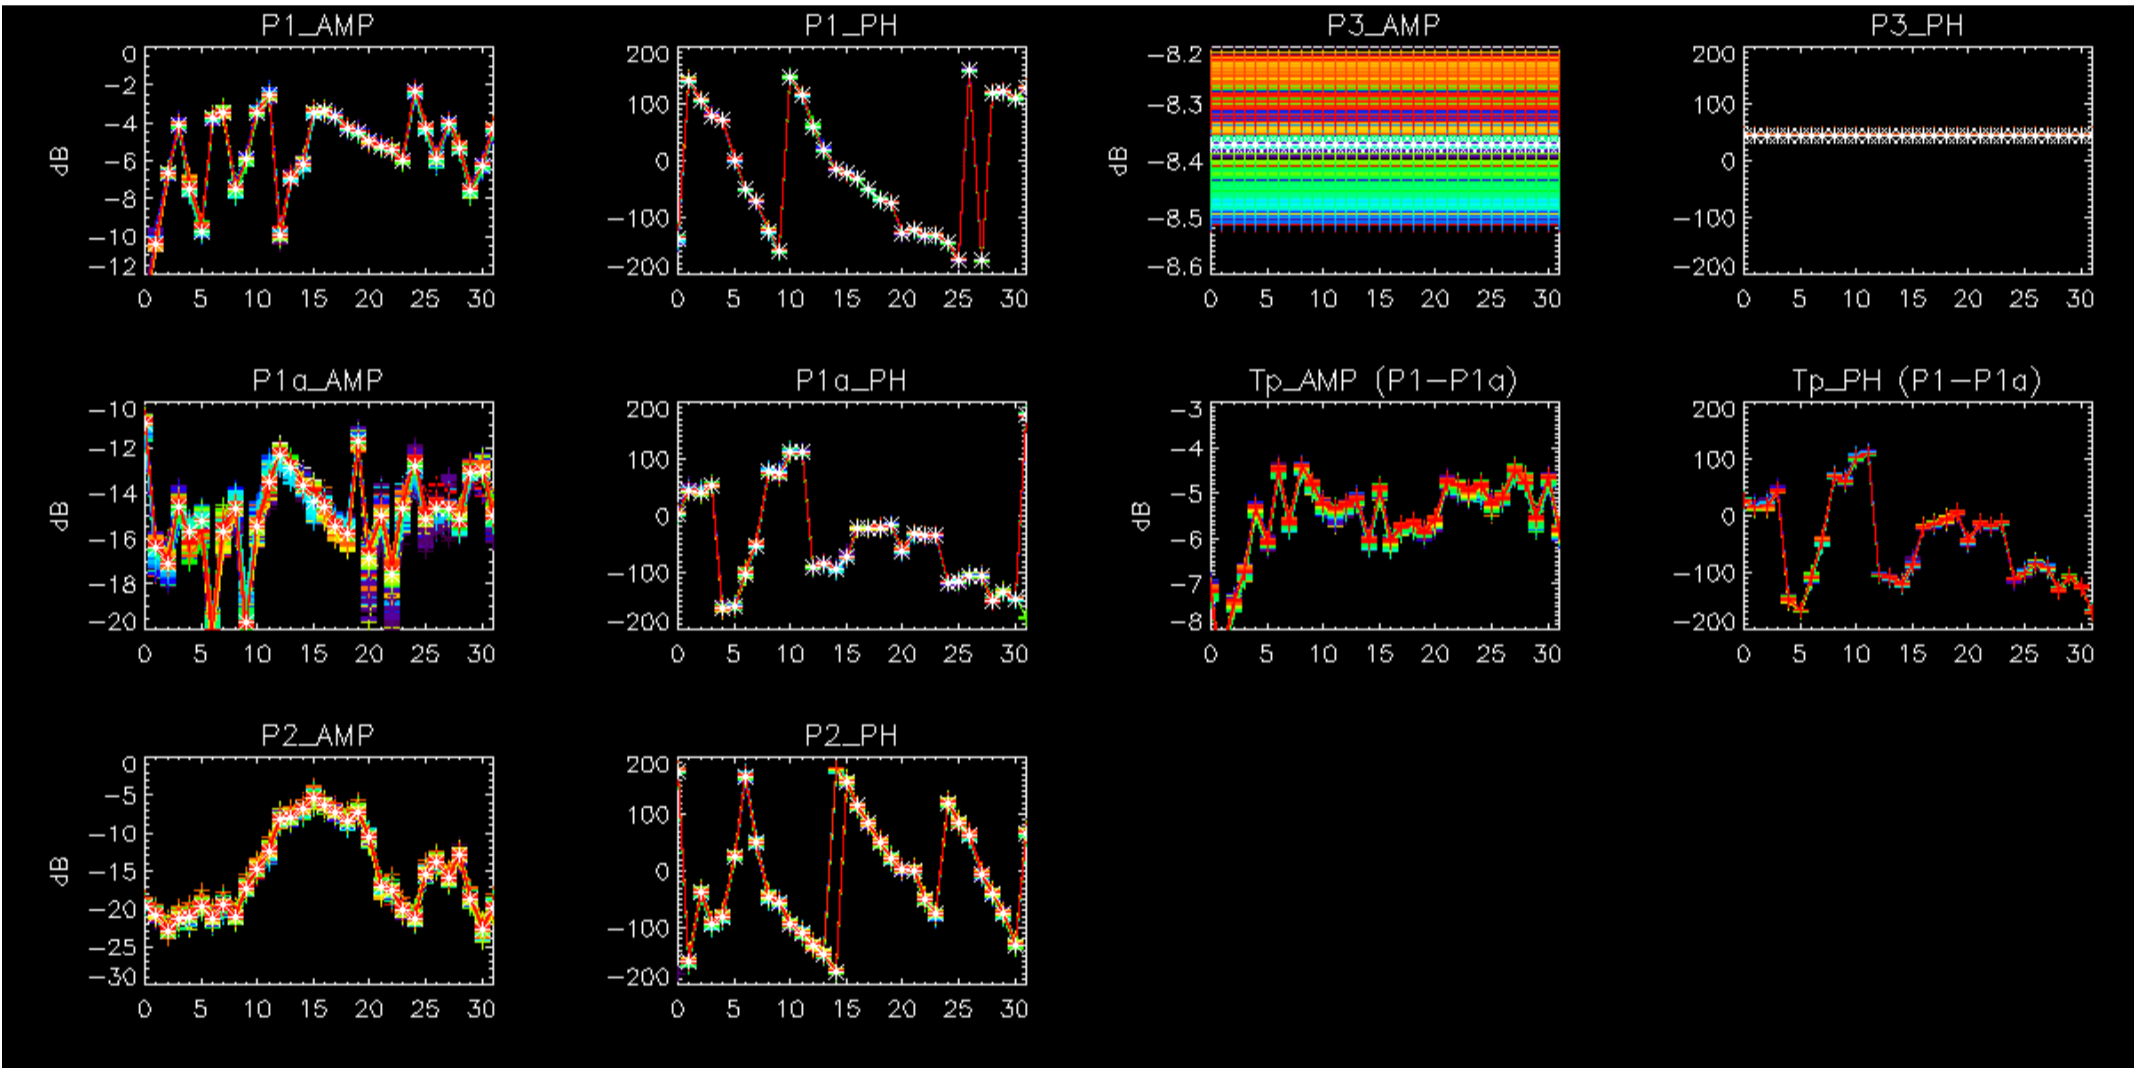 P1_AMP
P1_PH
P3_AMP
P3_PH
0
−2
−4
−6
−8
−10
−12
dB
0 5 10 15 20 25 30
200
100
0
−100
−200
0 5 10 15 20 25 30
−8.2
−8.3
−8.4
−8.5
−8.6
dB
0 5 10 15 20 25 30
200
100
0
−100
−200
0 5 10 15 20 25 30
P1a_AMP
P1a_PH
Tp_AMP (P1−P1a)
Tp_PH (P1−P1a)
−10
−12
−14
−16
−18
−20
dB
0 5 10 15 20 25 30
200
100
0
−100
−200
0 5 10 15 20 25 30
−3
−4
−5
−6
−7
−8
dB
0 5 10 15 20 25 30
200
100
0
−100
−200
0 5 10 15 20 25 30
P2_AMP
P2_PH
0
−5
−10
−15
−20
−25
−30
dB
0 5 10 15 20 25 30
200
100
0
−100
−200
0 5 10 15 20 25 30